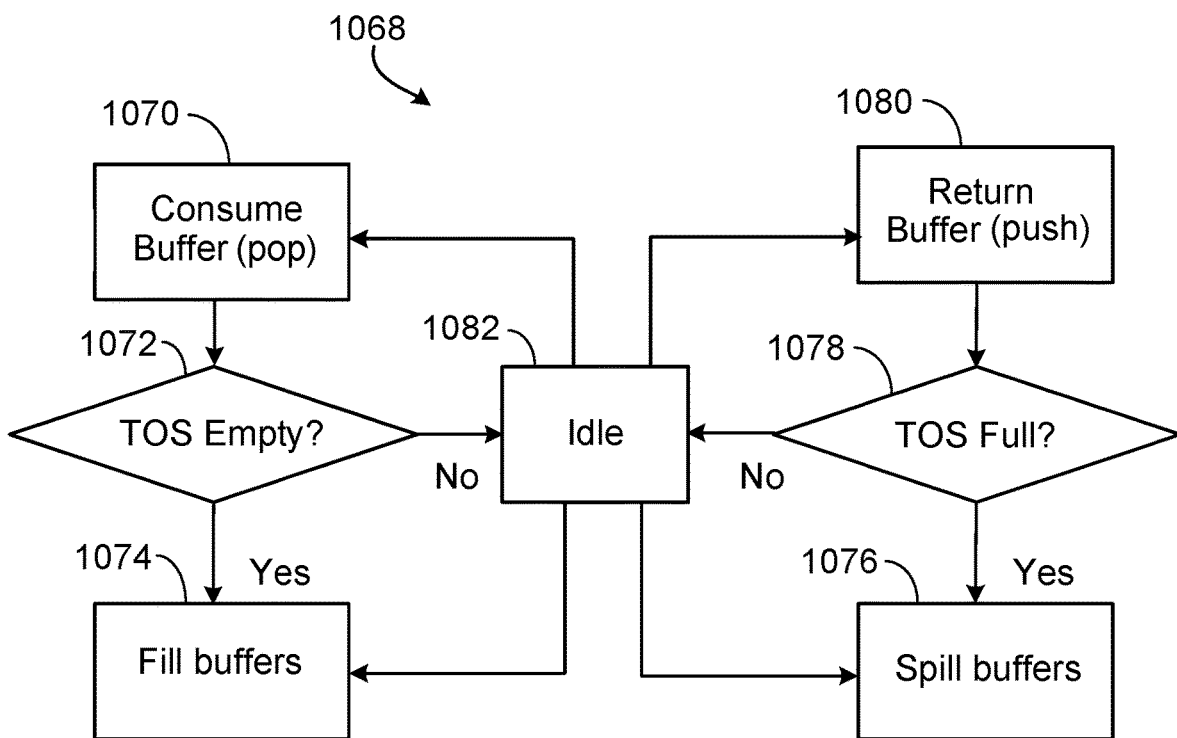 1068
1070
1080
Consume
Buffer (pop)
Return
Buffer (push)
1072
1082
1078
TOS Empty?
Idle
TOS Full?
No
No
1074
Yes
1076
Yes
Fill buffers
Spill buffers